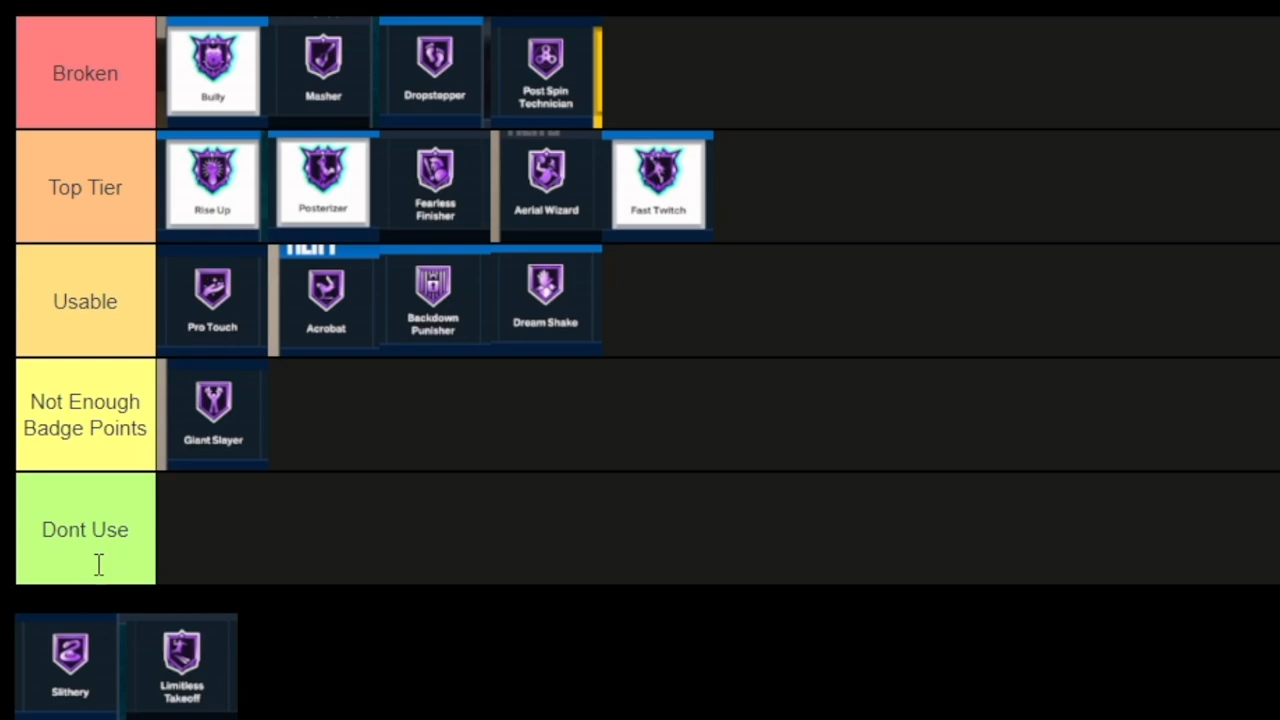 Broken
Bully
Masher
Dropstepper
Post Spin
Technician
Top Tier
Rise Up
Posterizer
Fearless
Finisher
Aerial Wizard
Fast Twitch
Usable
Pro Touch
Acrobat
Backdown
Punisher
Dream Shake
Not Enough
Badge Points
Giant Slayer
Dont Use
Slithery
Limitless
Takeoff